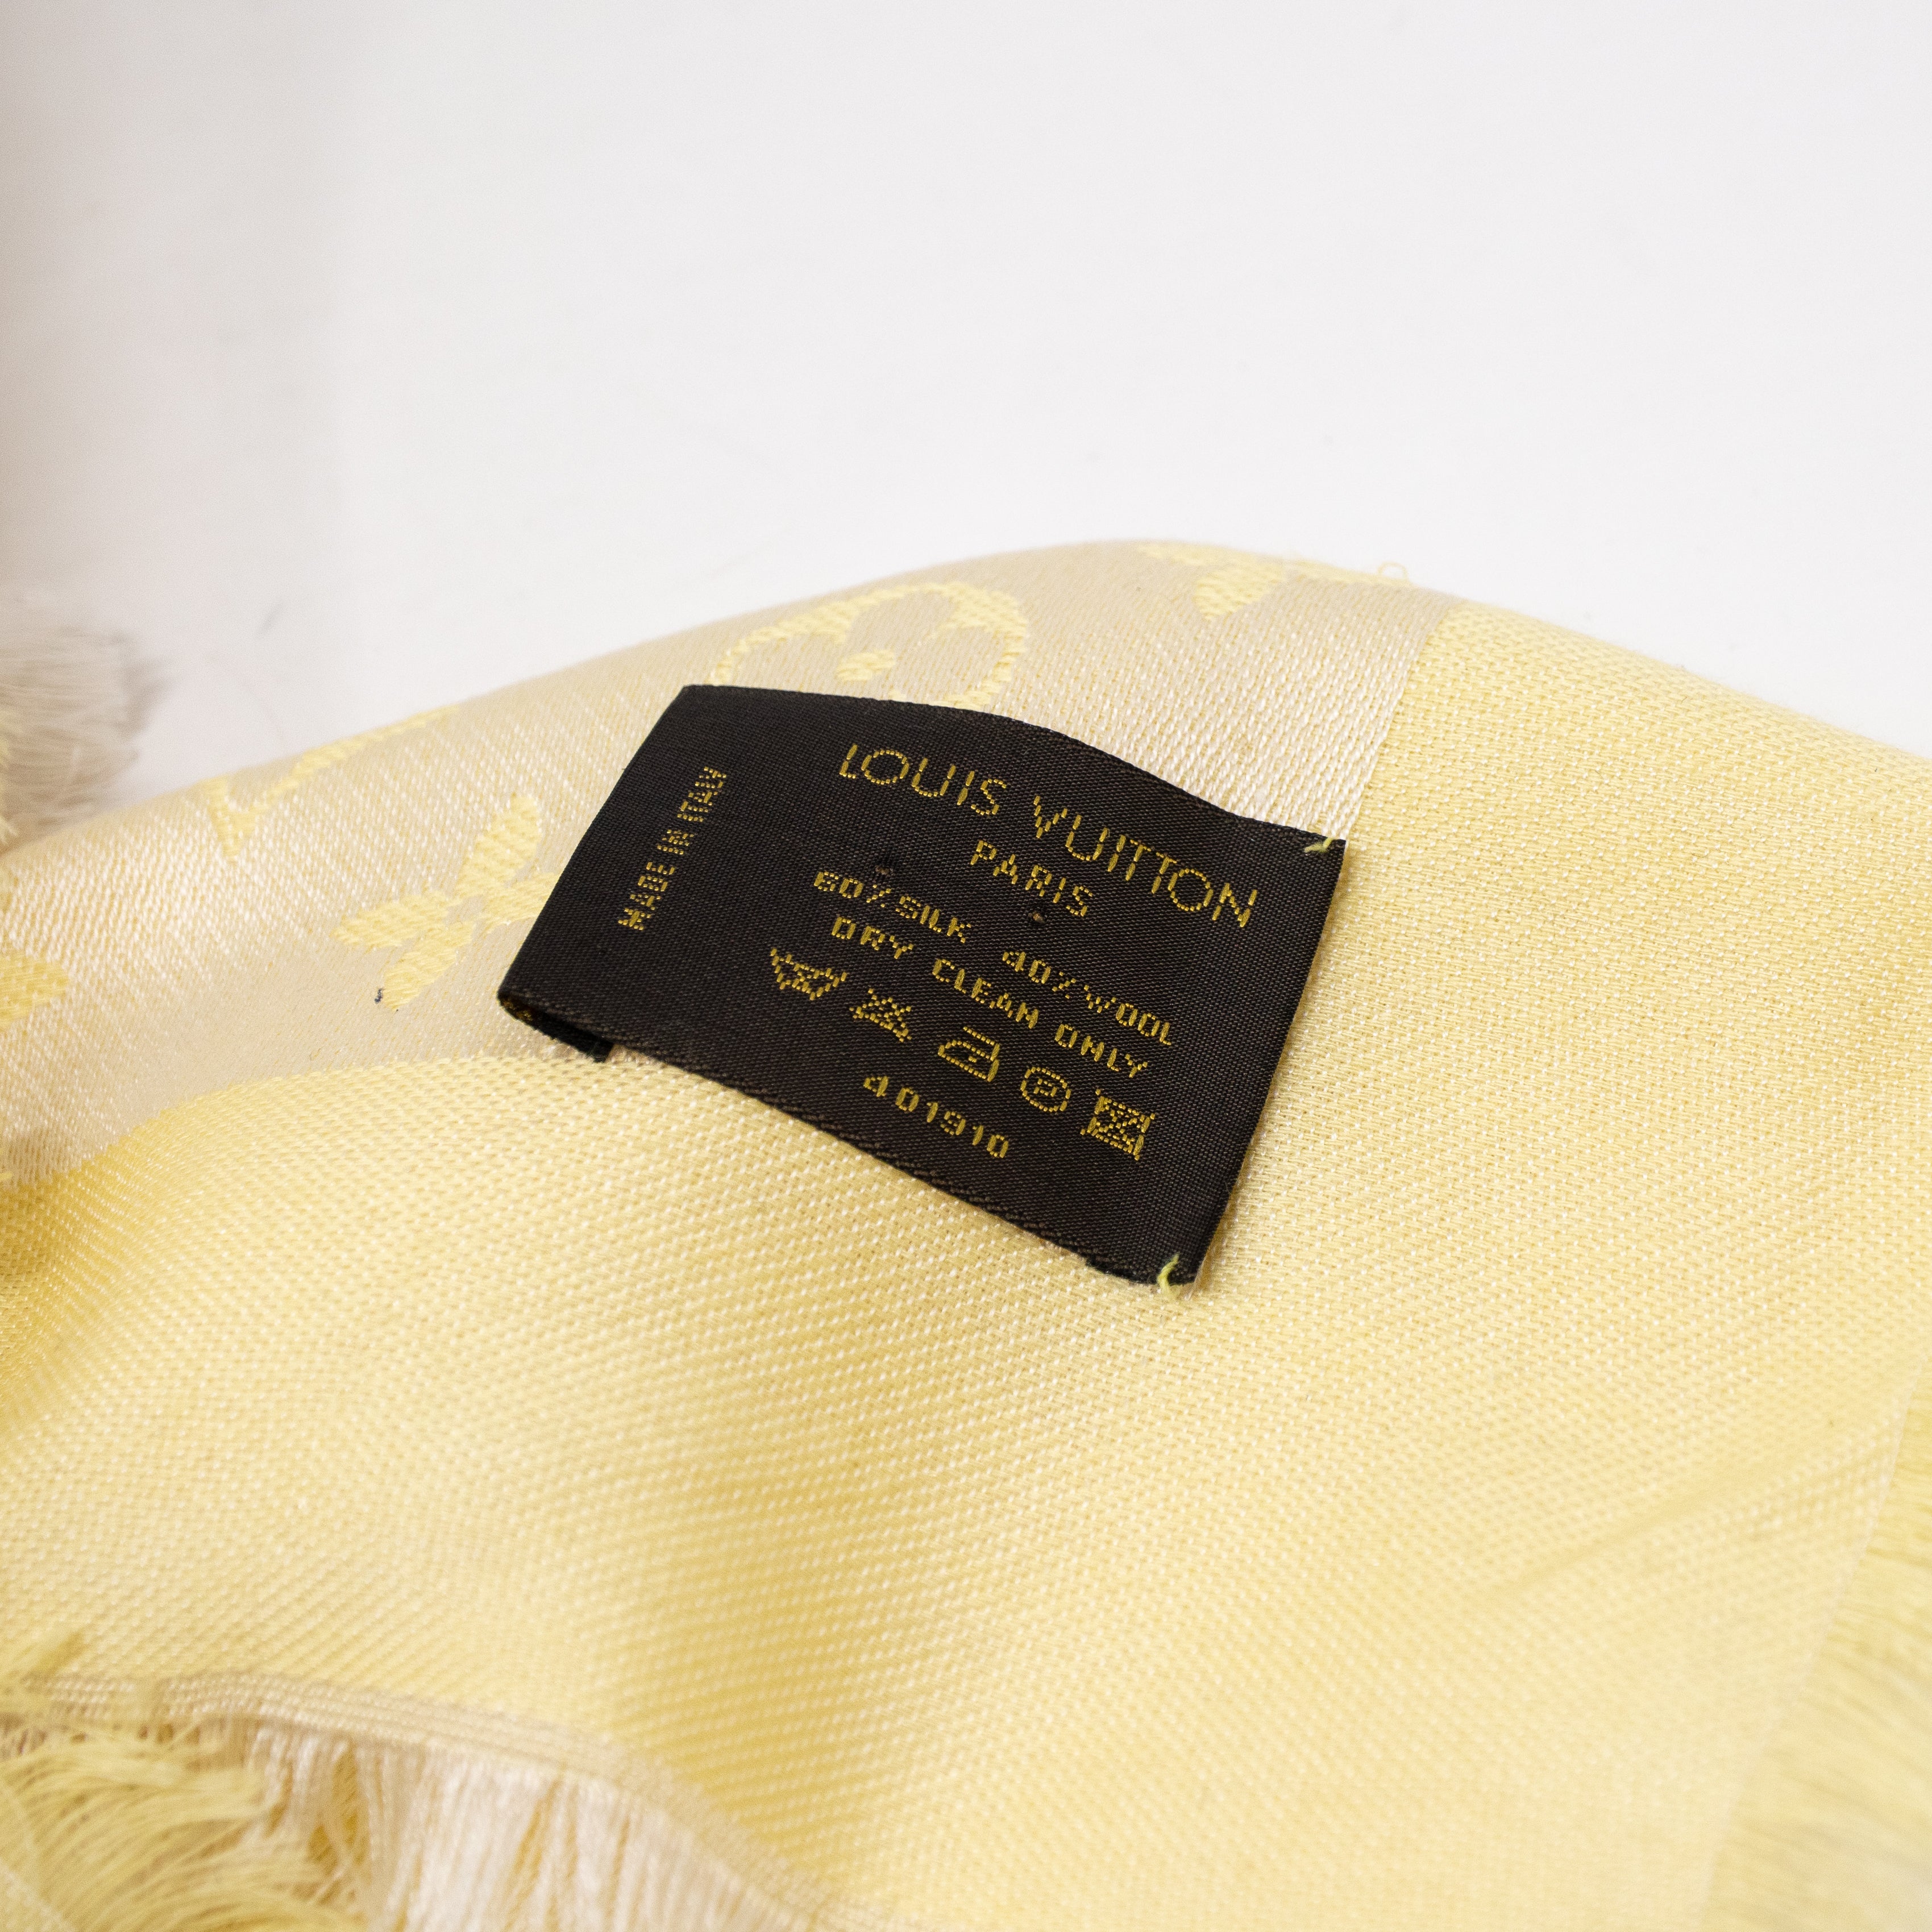 LOUIS VUITTON
PARIS
60%SILK 40%WOOL
DRY CLEAN ONLY
P
401910
MADE IN ITALY